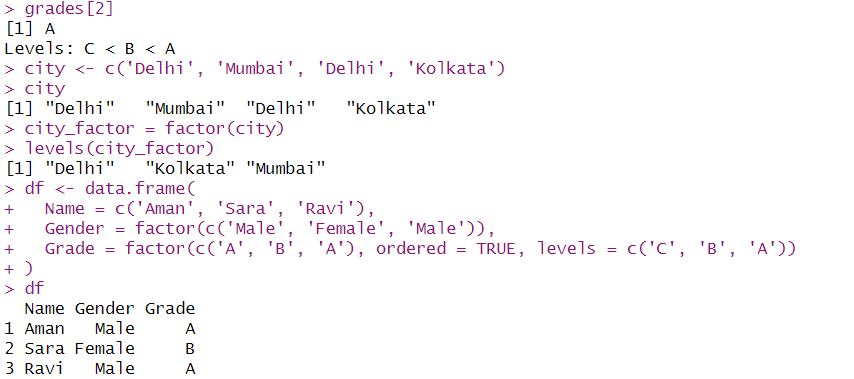 > grades[2]
[1] A
Levels: C < B < A
> city <- c('Delhi', 'Mumbai', 'Delhi', 'Kolkata')
> city
[1] "Delhi"   "Mumbai"  "Delhi"   "Kolkata"
> city_factor = factor(city)
> levels(city_factor)
[1] "Delhi"   "Kolkata" "Mumbai"
> df <- data.frame(
+   Name = c('Aman', 'Sara', 'Ravi'),
+   Gender = factor(c('Male', 'Female', 'Male')),
+   Grade = factor(c('A', 'B', 'A'), ordered = TRUE, levels = c('C', 'B', 'A'))
+ )
> df
  Name Gender Grade
1 Aman   Male     A
2 Sara Female     B
3 Ravi   Male     A